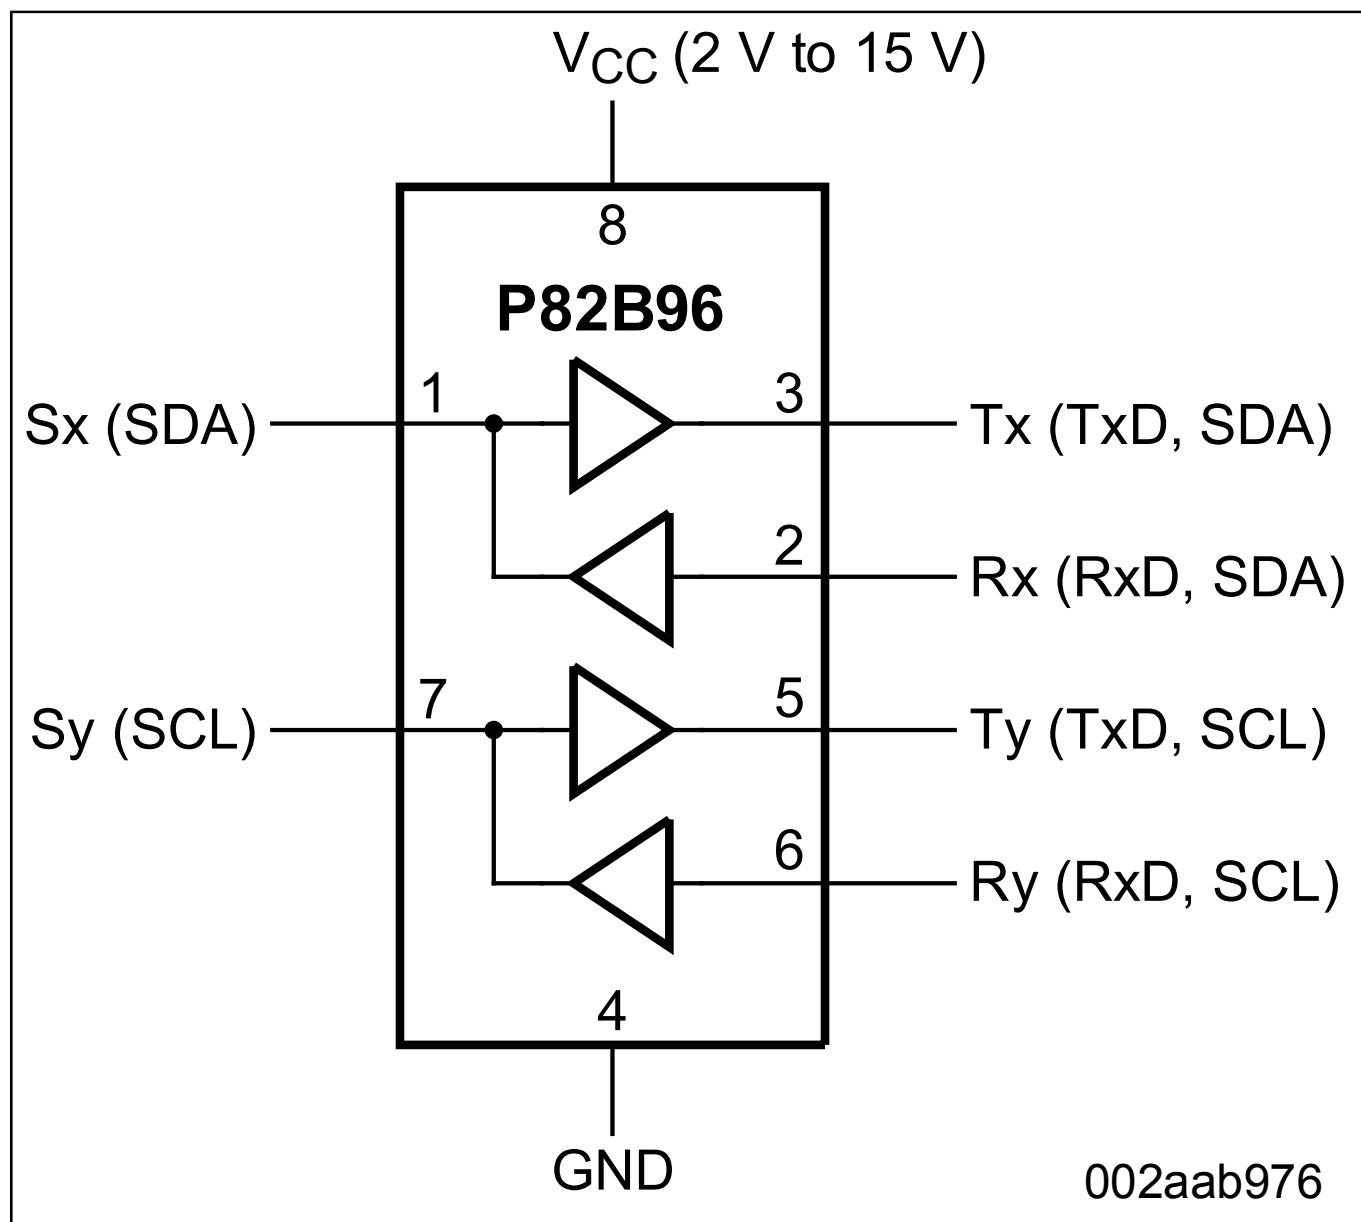 VCC (2 V to 15 V)
8
P82B96
Sx (SDA) 1 3 Tx (TxD, SDA)
2 Rx (RxD, SDA)
Sy (SCL) 7 5 Ty (TxD, SCL)
6 Ry (RxD, SCL)
4
GND
002aab976